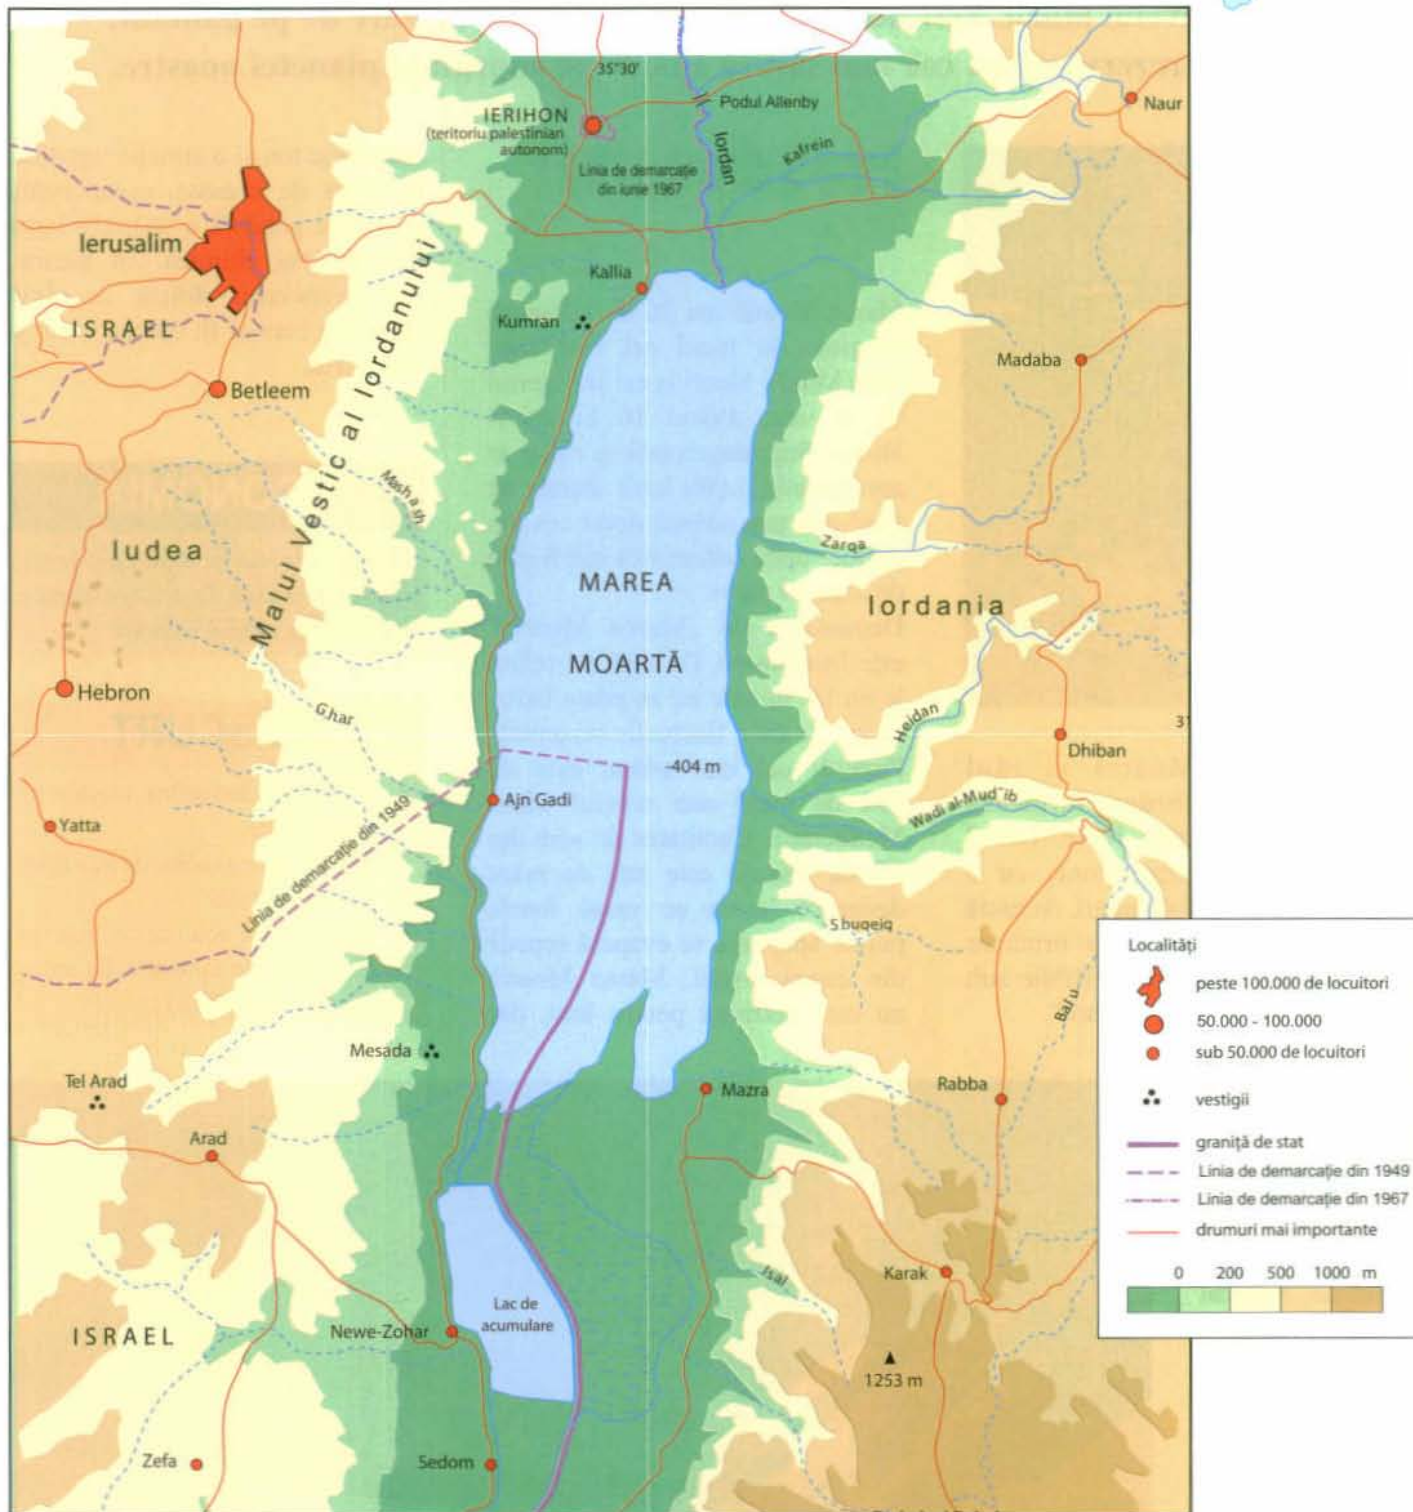 35°30'
Podul Allenby
Naur
IERIHON
(teritoriu palestinian
autonom)
Iordan
Kafrein
Linia de demarcație
din iunie 1967
Ierusalim
Kallia
ISRAEL
Kumran
Madaba
Betleem
Malul Vestic al Iordanului
Mash a sh
Zarqa
Iudea
MAREA
MOARTĂ
Iordania
Hebron
Ghar
Heidan
3°
Dhiban
-404 m
Ajn Gadi
Yatta
Linia de demarcație din 1949
Wadi al-Mud˘ib
Sbuqeiq
Balu
Mesada
Tel Arad
Mazra
Rabba
Arad
Isal
Karak
Lac de
acumulare
Newe-Zohar
ISRAEL
1253 m
Zefa
Sedom
Localități
peste 100.000 de locuitori
50.000 - 100.000
sub 50.000 de locuitori
vestigii
graniță de stat
Linia de demarcație din 1949
Linia de demarcație din 1967
drumuri mai importante
0 200 500 1000 m